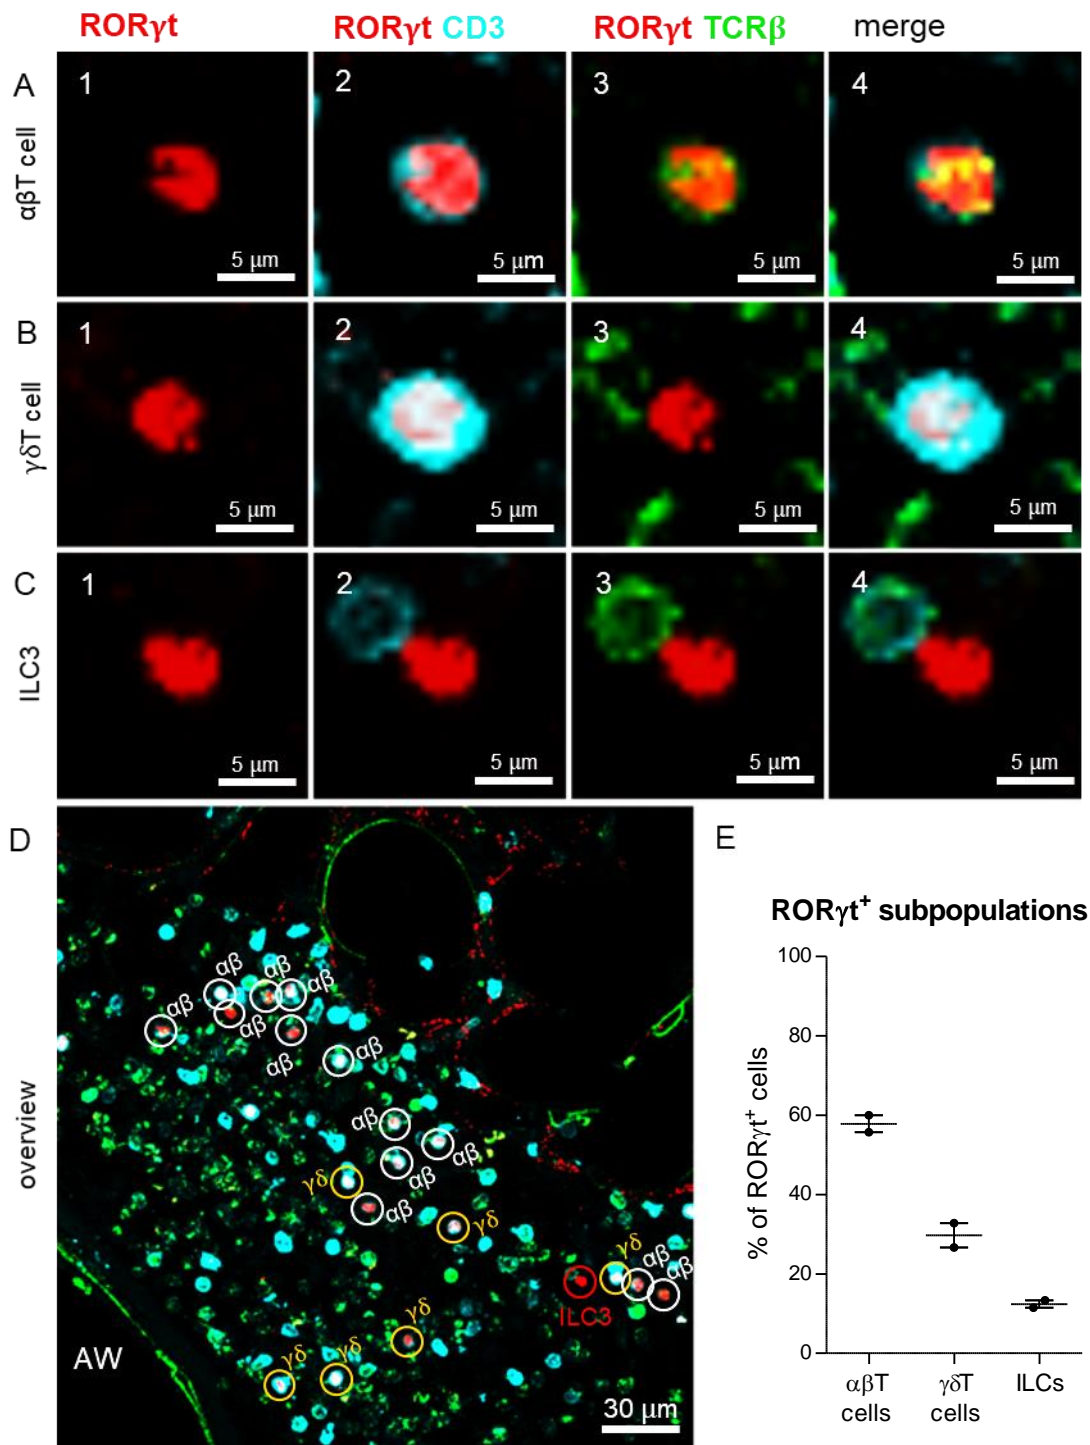 RORγt
RORγt CD3
RORγt TCRβ
merge
A
αβT cell
1
2
3
4
5 μm
5 μm
5 μm
5 μm
B
γδT cell
1
2
3
4
5 μm
5 μm
5 μm
5 μm
C
ILC3
1
2
3
4
5 μm
5 μm
5 μm
5 μm
D
overview
αβ
αβ
αβ
αβ
αβ
αβ
αβ
αβ
αβ
αβ
γδ
αβ
γδ
γδ
αβ
αβ
ILC3
γδ
γδ
γδ
AW
30 μm
E
RORγt⁺ subpopulations
% of RORγt⁺ cells
100
80
60
40
20
0
αβT
cells
γδT
cells
ILCs